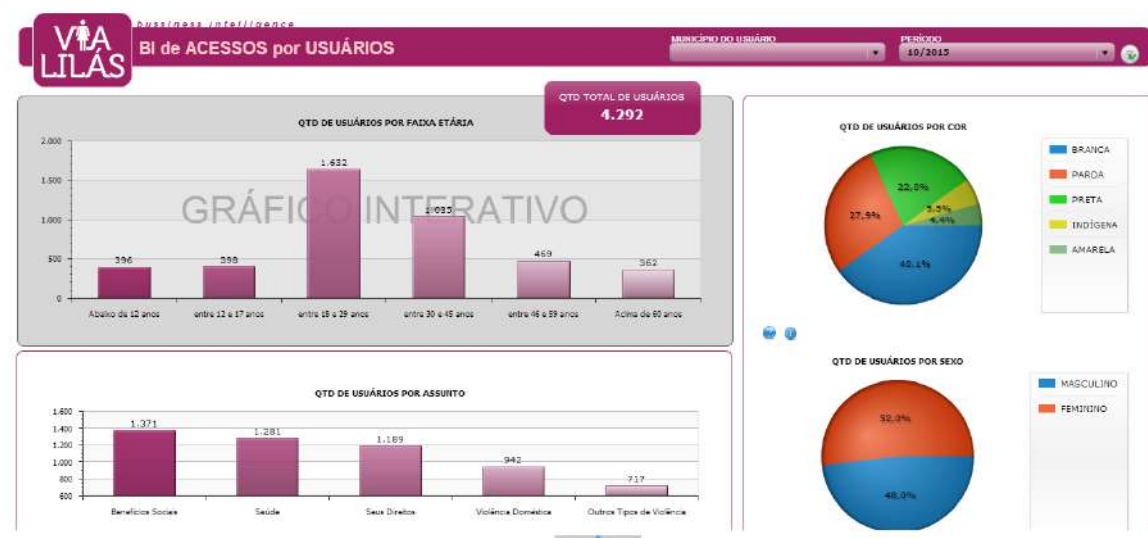 bussiness intelligence
VIA
LILÁS
BI de ACESSOS por USUÁRIOS
MUNICÍPIO DO USUÁRIO
PERÍODO
10/2015
QTD TOTAL DE USUÁRIOS
4.292
QTD DE USUÁRIOS POR FAIXA ETÁRIA
GRÁFICO INTERATIVO
2.000
1.500
1.000
500
0
396
398
1.632
1.035
469
362
Abaixo de 12 anos
entre 12 e 17 anos
entre 18 e 29 anos
entre 30 e 45 anos
entre 46 e 59 anos
Acima de 60 anos
QTD DE USUÁRIOS POR ASSUNTO
1.600
1.400
1.200
1.000
800
600
1.371
1.281
1.189
942
717
Benefícios Sociais
Saúde
Seus Direitos
Violência Doméstica
Outros Tipos de Violência
QTD DE USUÁRIOS POR COR
22,0%
27,9%
5,5%
4,4%
40,1%
BRANCA
PARDA
PRETA
INDÍGENA
AMARELA
QTD DE USUÁRIOS POR SEXO
52,0%
48,0%
MASCULINO
FEMININO